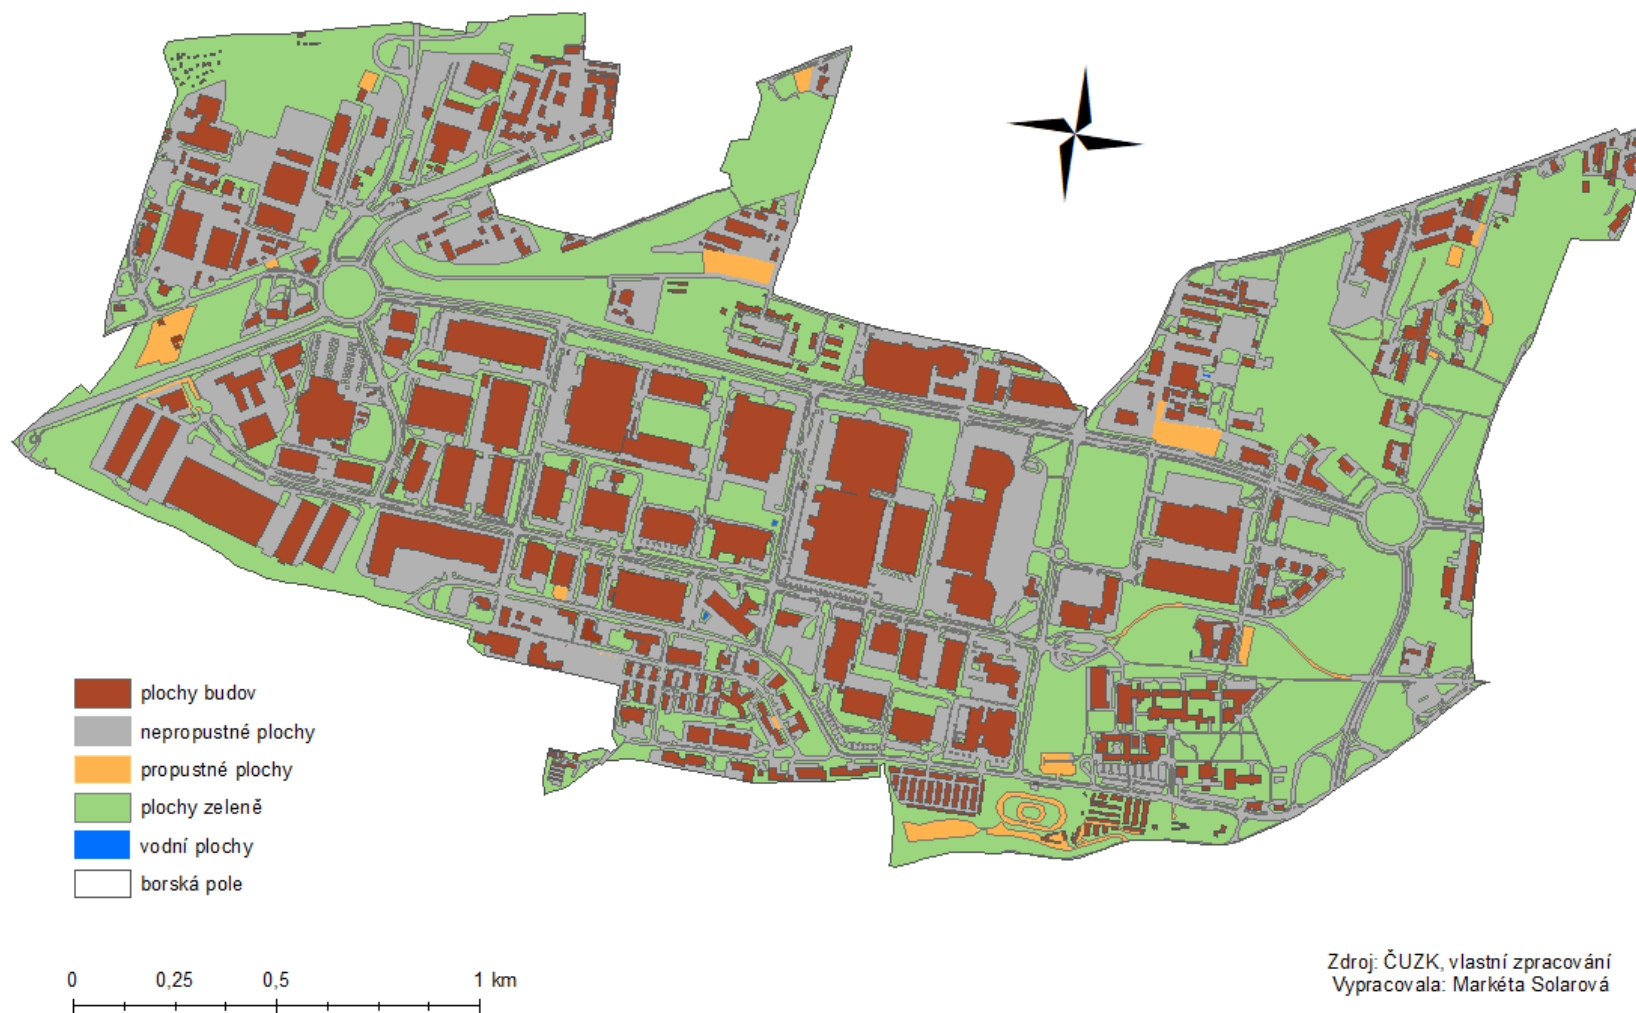 plochy budov
nepropustné plochy
propustné plochy
plochy zeleně
vodní plochy
borská pole
0 0,25 0,5 1 km
Zdroj: ČUZK, vlastní zpracování
Vypracovala: Markéta Solarová